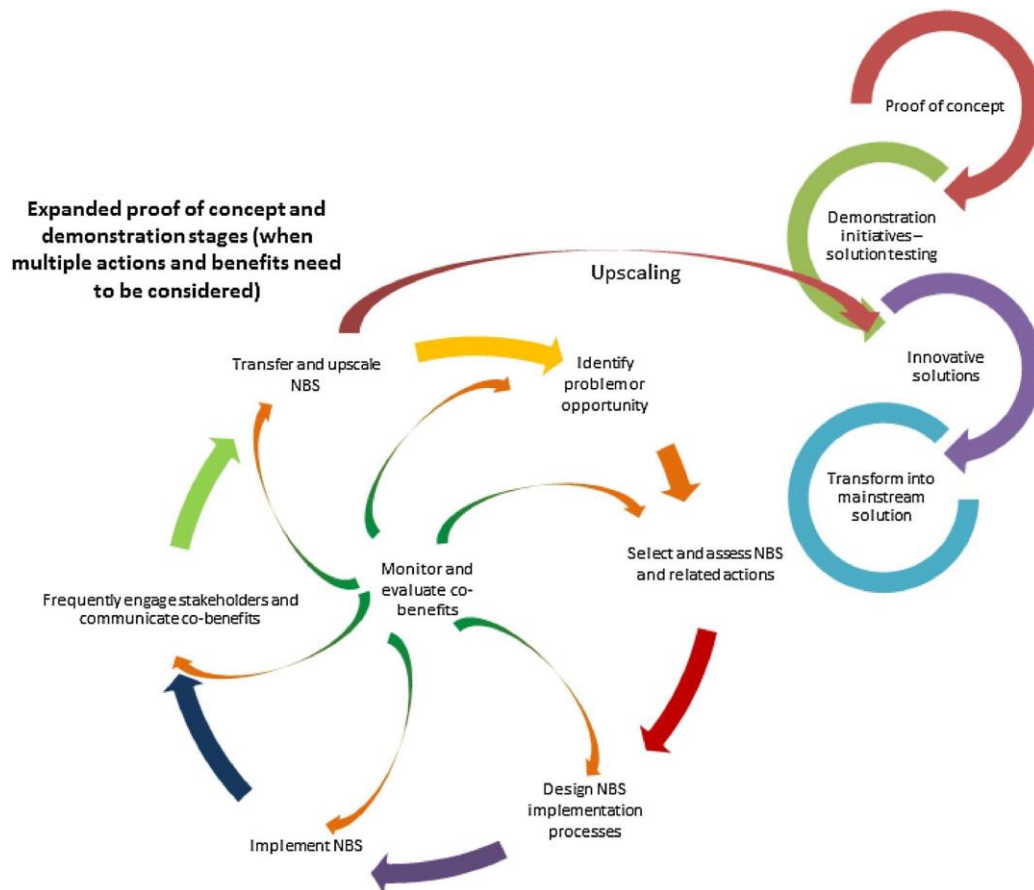 Proof of concept
Expanded proof of concept and
demonstration stages (when
multiple actions and benefits need
to be considered)
Demonstration
initiatives–
solution testing
Upscaling
Innovative
solutions
Transfer and upscale
NBS
Identify
problem or
opportunity
Transform into
mainstream
solution
Select and assess NBS
and related actions
Monitor and
evaluate co-
benefits
Frequently engage stakeholders and
communicate co-benefits
Design NBS
implementation
processes
Implement NBS